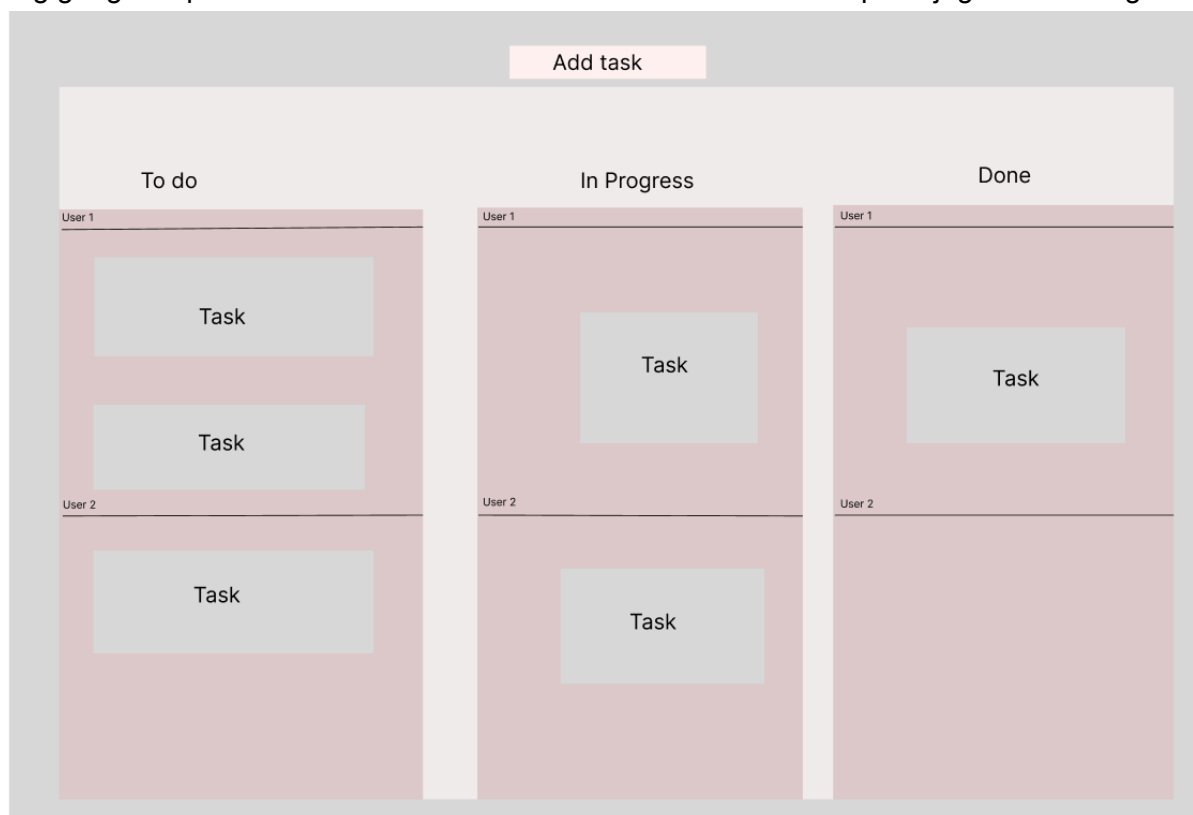 Add task
To do
In Progress
Done
User 1
User 1
User 1
Task
Task
Task
Task
User 2
User 2
User 2
Task
Task